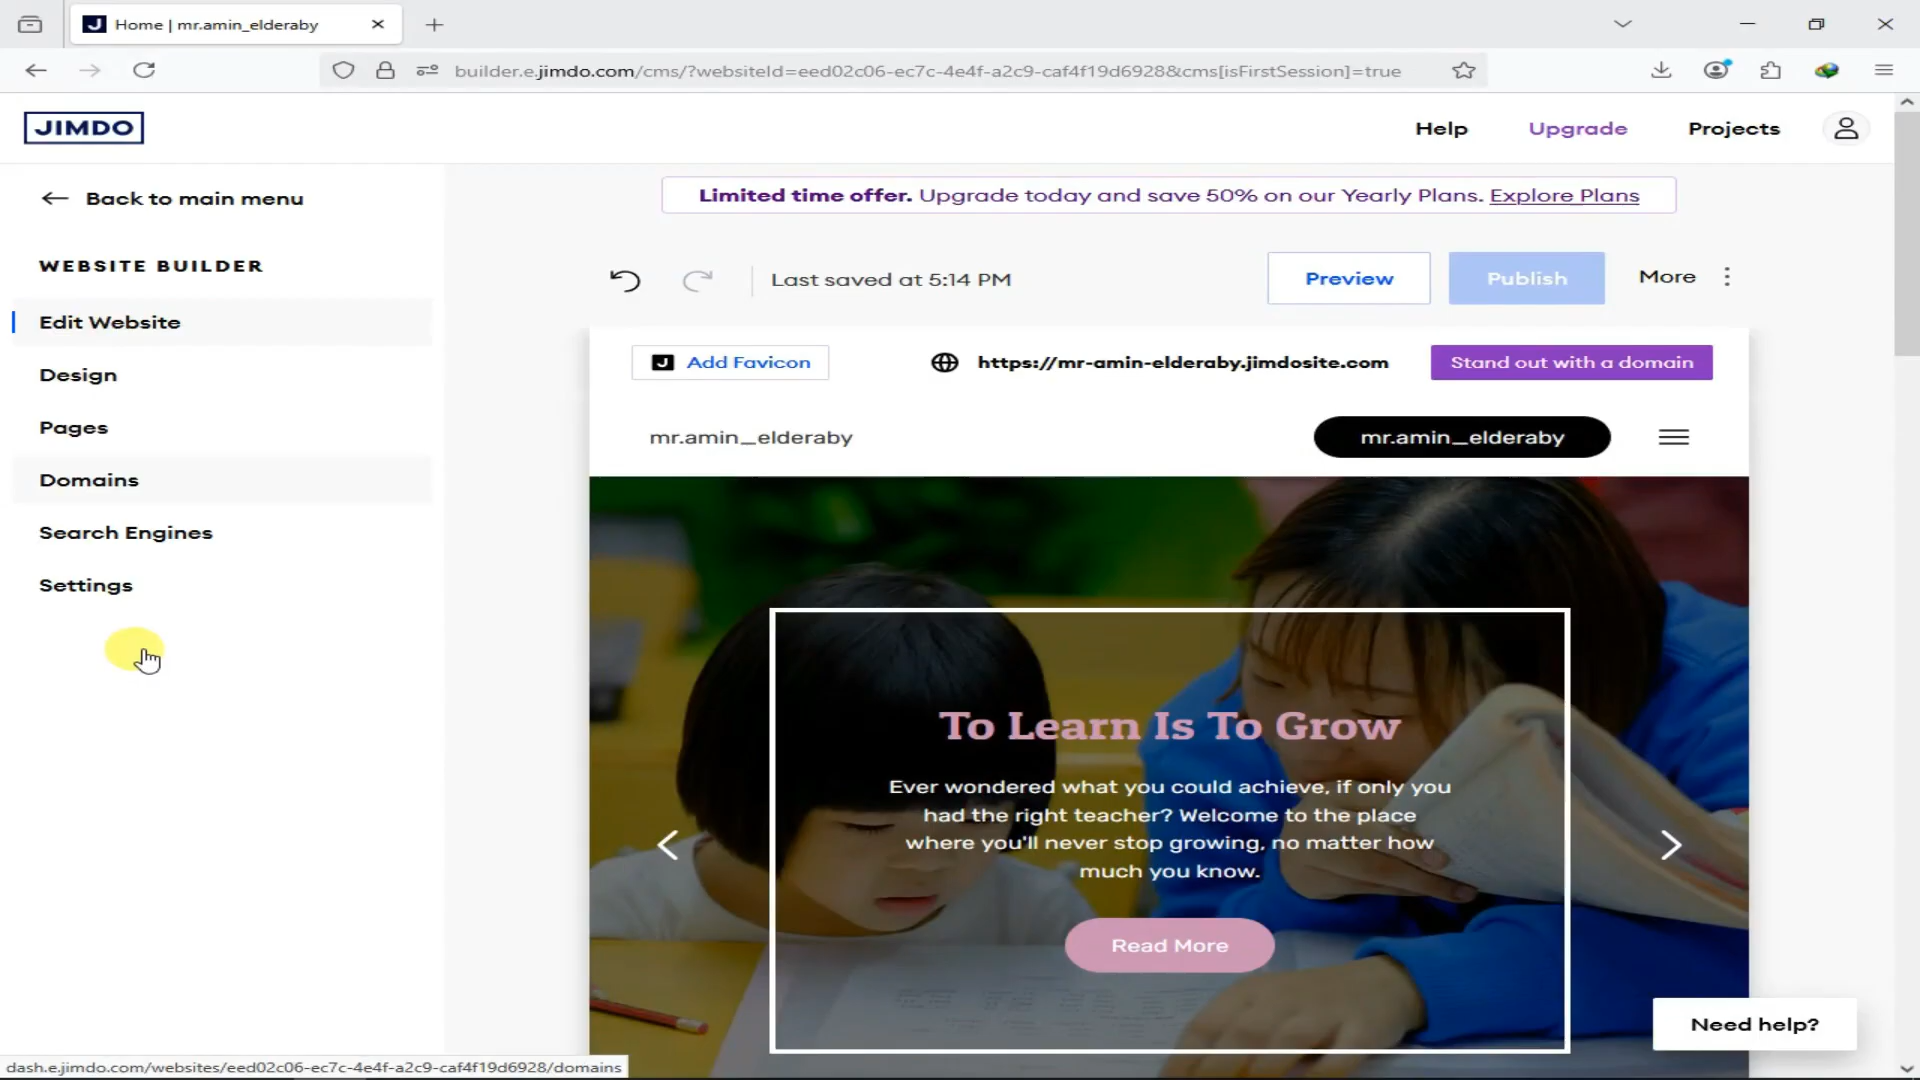 Home | mr.amin_elderaby
builder.e.jimdo.com/cms/?websiteId=eed02c06-ec7c-4e4f-a2c9-caf4f19d6928&cms[isFirstSession]=true
JIMDO
Help
Upgrade
Projects
Back to main menu
WEBSITE BUILDER
Edit Website
Design
Pages
Domains
Search Engines
Settings
Limited time offer. Upgrade today and save 50% on our Yearly Plans. Explore Plans
Last saved at 5:14 PM
Preview
Publish
More
Add Favicon
https://mr-amin-elderaby.jimdosite.com
Stand out with a domain
mr.amin_elderaby
mr.amin_elderaby
To Learn Is To Grow
Ever wondered what you could achieve, if only you
had the right teacher? Welcome to the place
where you'll never stop growing, no matter how
much you know.
Read More
Need help?
dash.e.jimdo.com/websites/eed02c06-ec7c-4e4f-a2c9-caf4f19d6928/domains